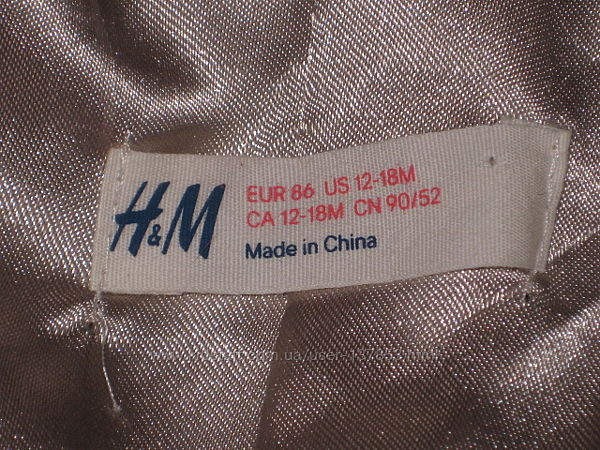 H&M
EUR 86 US 12-18M
CA 12-18M CN 90/52
Made in China